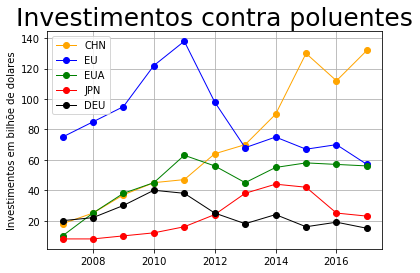 Investimentos contra poluentes
Investimentos em bilhõe de dolares
140
120
100
80
60
40
20
CHN
EU
EUA
JPN
DEU
2008
2010
2012
2014
2016